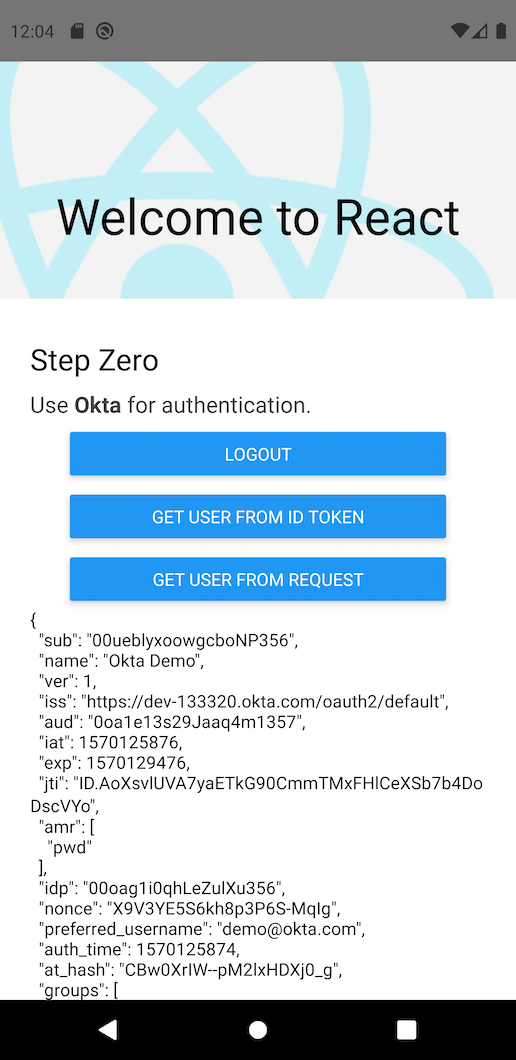 12:04
Welcome to React
Step Zero
Use Okta for authentication.
LOGOUT
GET USER FROM ID TOKEN
GET USER FROM REQUEST
{
"sub": "00ueblyxoowgcboNP356",
"name": "Okta Demo",
"ver": 1,
"iss": "https://dev-133320.okta.com/oauth2/default",
"aud": "0oa1e13s29Jaaq4m1357",
"iat": 1570125876,
"exp": 1570129476,
"jti": "ID.AoXsvlUVA7yaETkG90CmmTMxFHlCeXSb7b4Do
DscVYo",
"amr": [
"pwd"
],
"idp": "00oag1i0qhLeZulXu356",
"nonce": "X9V3YE5S6kh8p3P6S-MqIg",
"preferred_username": "demo@okta.com",
"auth_time": 1570125874,
"at_hash": "CBw0XrIW--pM2lxHDXj0_g",
"groups": [